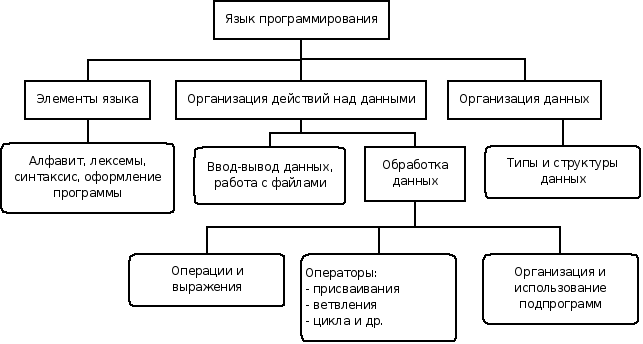 Язык программирования
Элементы языка
Организация действий над данными
Организация данных
Алфавит, лексемы,
синтаксис, оформление
программы
Ввод-вывод данных,
работа с файлами
Обработка
данных
Типы и структуры
данных
Операции и
выражения
Операторы:
- присваивания
- ветвления
- цикла и др.
Организация и
использование
подпрограмм